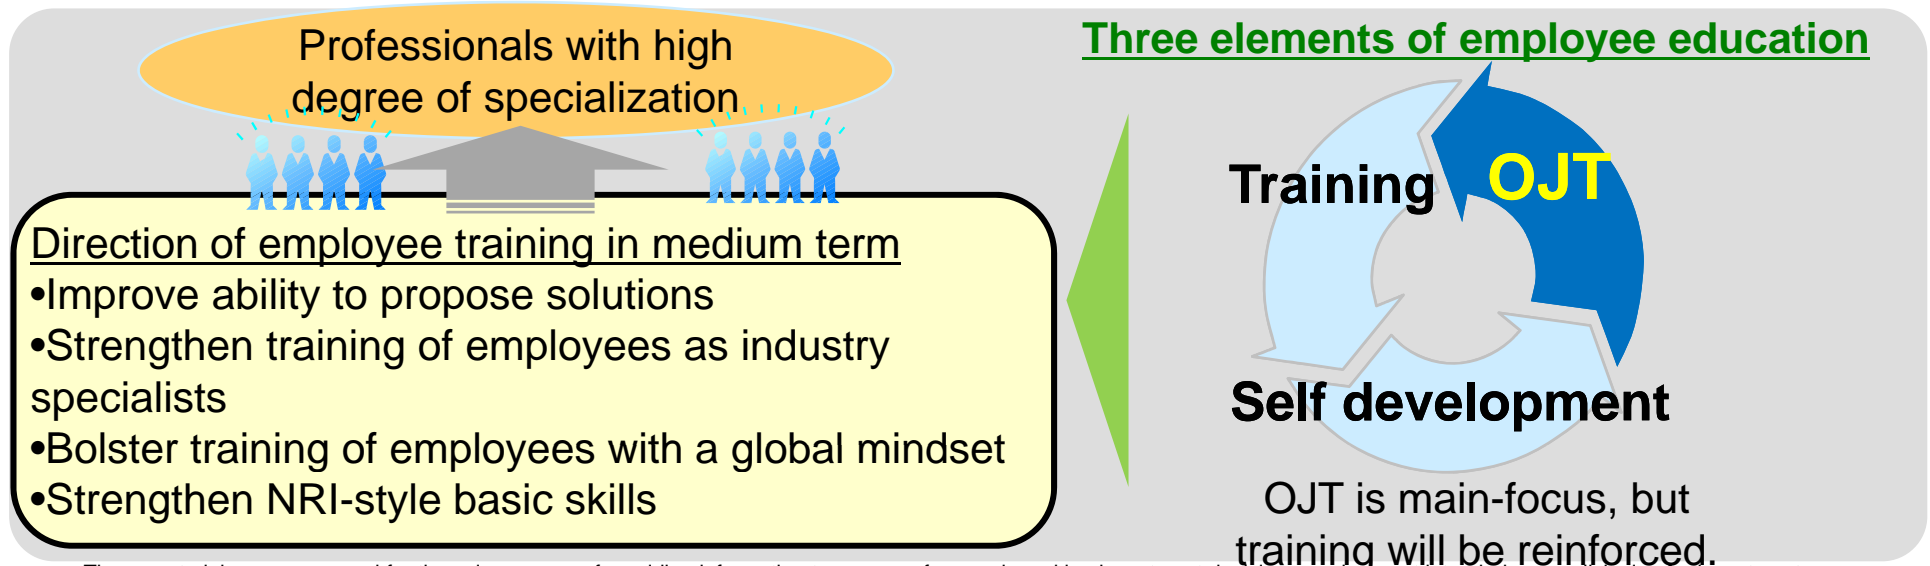 Professionals with high
degree of specialization
Direction of employee training in medium term
•Improve ability to propose solutions
•Strengthen training of employees as industry
specialists
•Bolster training of employees with a global mindset
•Strengthen NRI-style basic skills
Three elements of employee education
Training
OJT
Self development
OJT is main-focus, but
training will be reinforced.